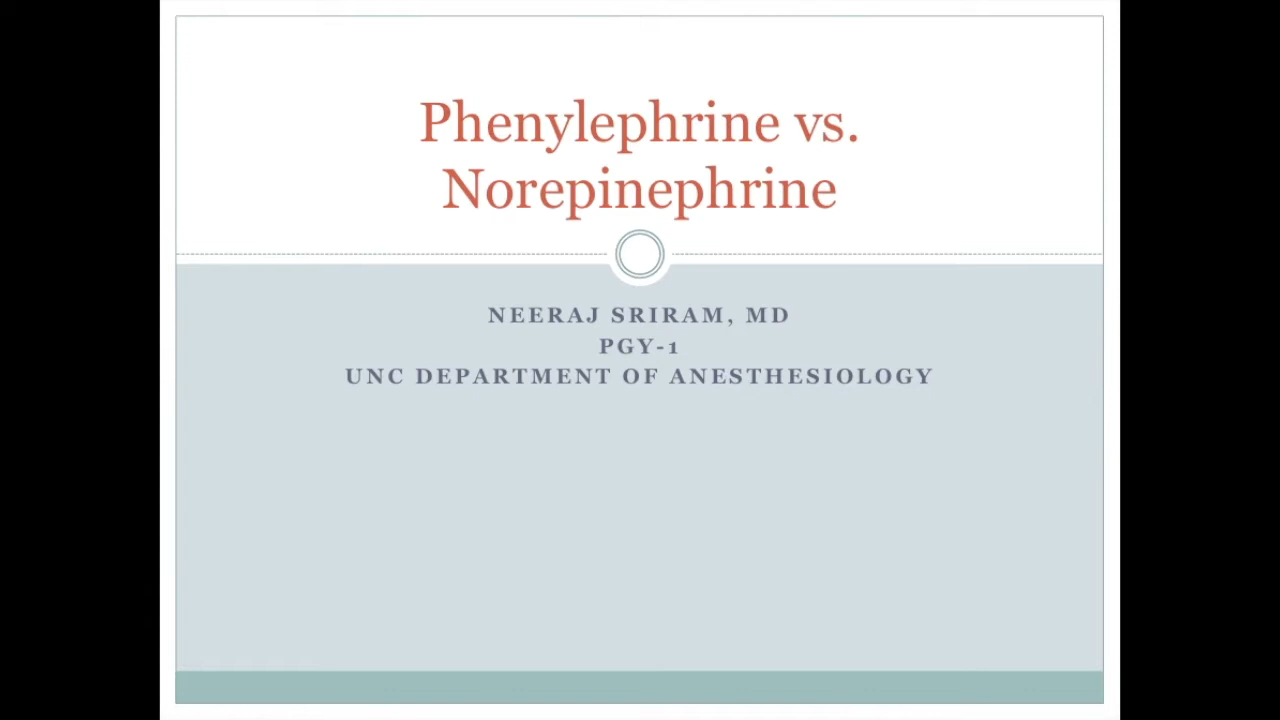 Phenylephrine vs.
Norepinephrine
NEERAJ SRIRAM, MD
PGY-1
UNC DEPARTMENT OF ANESTHESIOLOGY